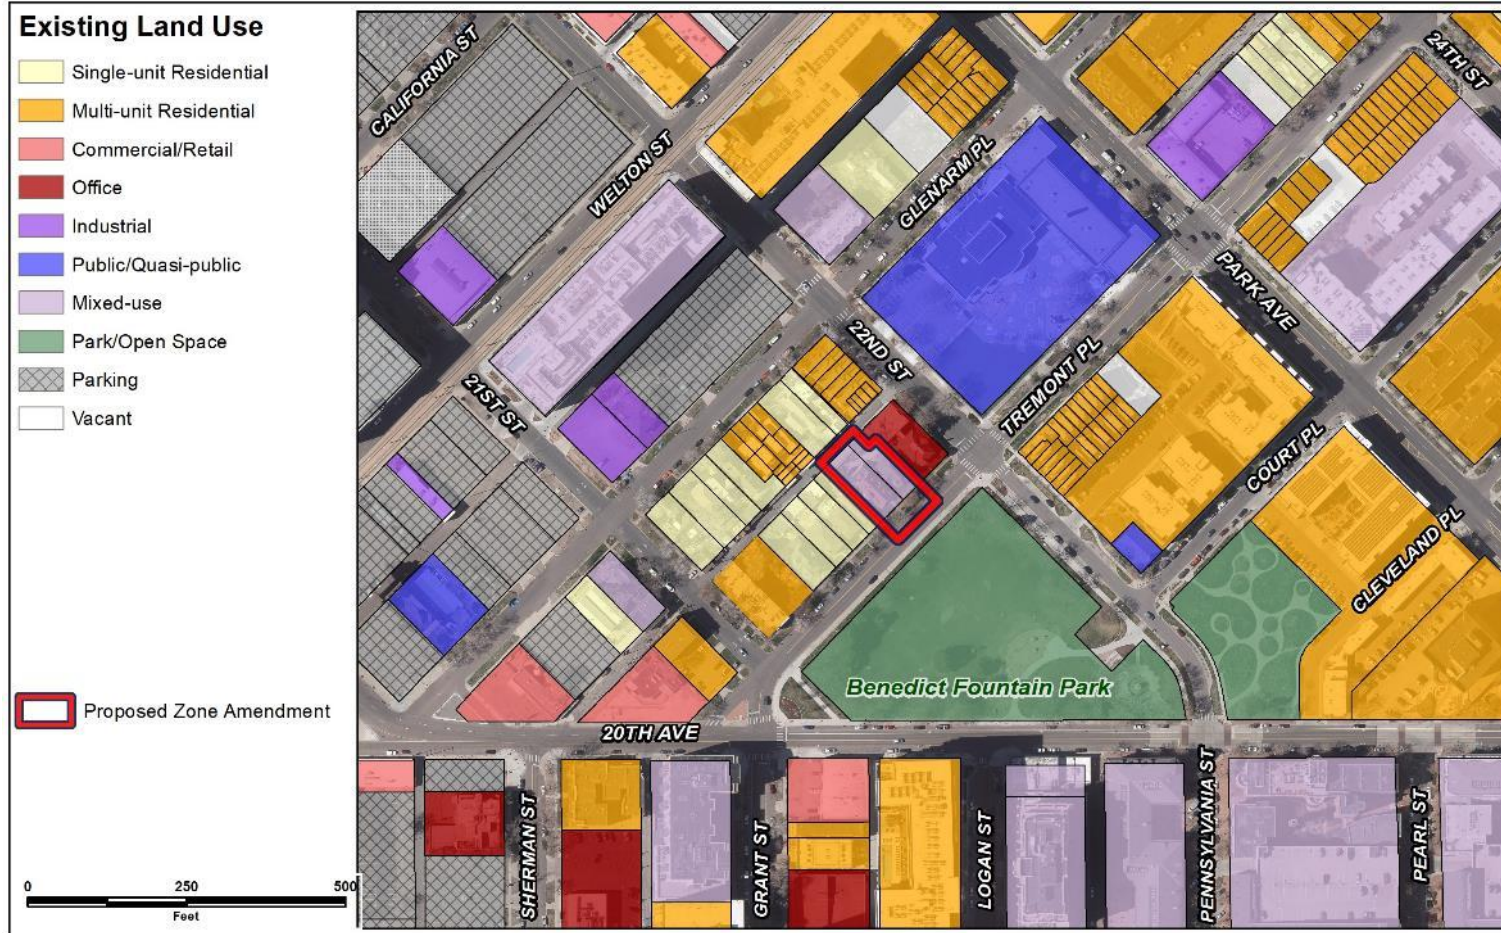 Existing Land Use
Single-unit Residential
Multi-unit Residential
Commercial/Retail
Office
Industrial
Public/Quasi-public
Mixed-use
Park/Open Space
Parking
Vacant
Proposed Zone Amendment
0 250 500
Feet
CALIFORNIA ST
WELTON ST
GLENARM PL
24TH ST
PARK AVE
22ND ST
TREMONT PL
21ST ST
COURT PL
CLEVELAND PL
Benedict Fountain Park
20TH AVE
SHERMAN ST
GRANT ST
LOGAN ST
PENNSYLVANIA ST
PEARL ST